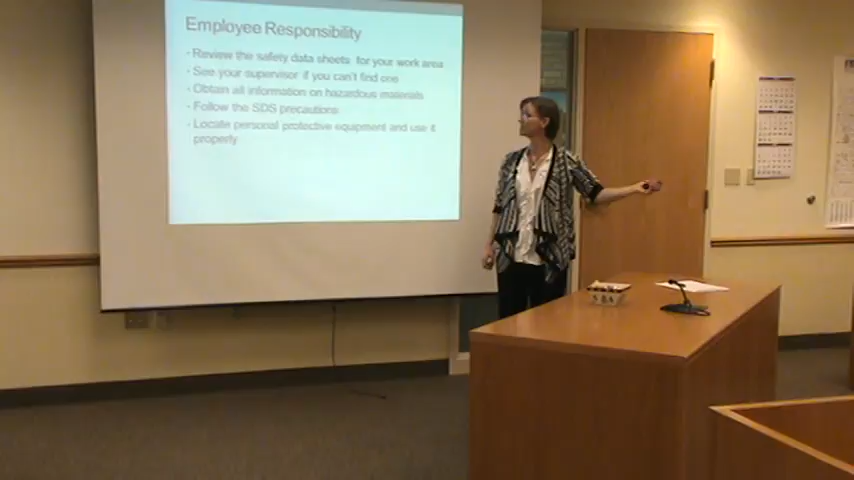 Employee Responsibility
· Review the safety data sheets for your work area
· See your supervisor if you can't find one
· Obtain all information on hazardous materials
· Follow the SDS precautions
· Locate personal protective equipment and use it
properly